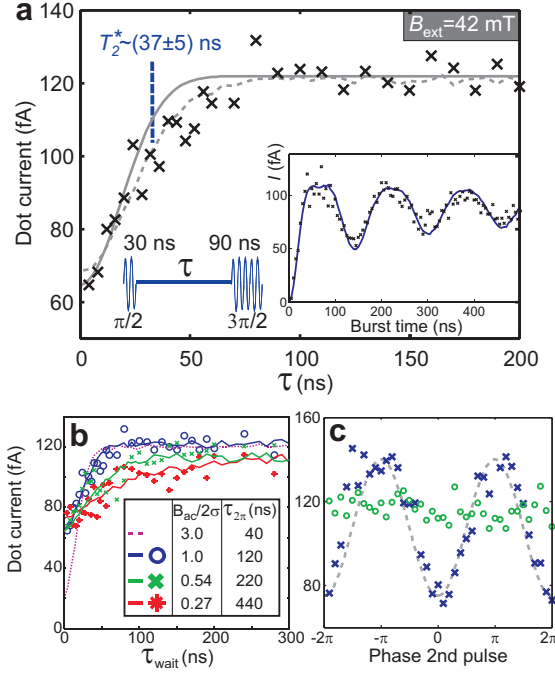 a
140
120
100
80
60
Dot current (fA)
T₂*~(37±5) ns
B_ext=42 mT
30 ns
τ
90 ns
π/2
3π/2
I (fA)
100
50
0
0
100
200
300
400
Burst time (ns)
0
50
100
150
200
τ (ns)
b
160
120
80
40
0
Dot current (fA)
B_ac/2σ τ_2π (ns)
3.0 40
1.0 120
0.54 220
0.27 440
0
100
200
300
τ_wait (ns)
c
160
120
80
-2π
-π
0
π
2π
Phase 2nd pulse